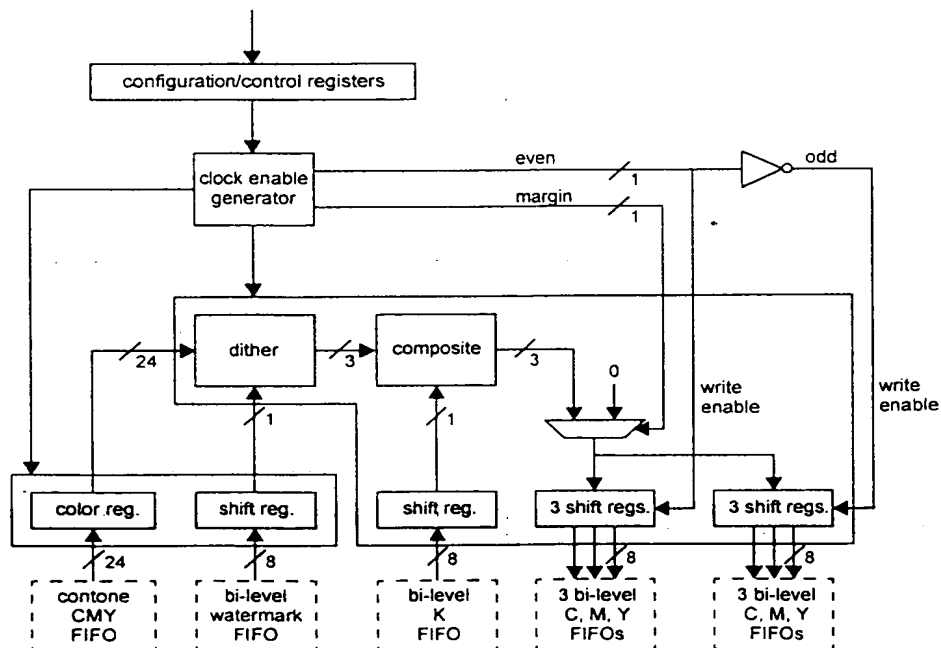 configuration/control registers
clock enable
generator
even
1
odd
margin
1
dither
composite
24
3
3
0
1
1
write
enable
write
enable
color reg.
shift reg.
shift reg.
3 shift regs.
3 shift regs.
24
8
8
8
8
contone
CMY
FIFO
bi-level
watermark
FIFO
bi-level
K
FIFO
3 bi-level
C, M, Y
FIFOs
3 bi-level
C, M, Y
FIFOs